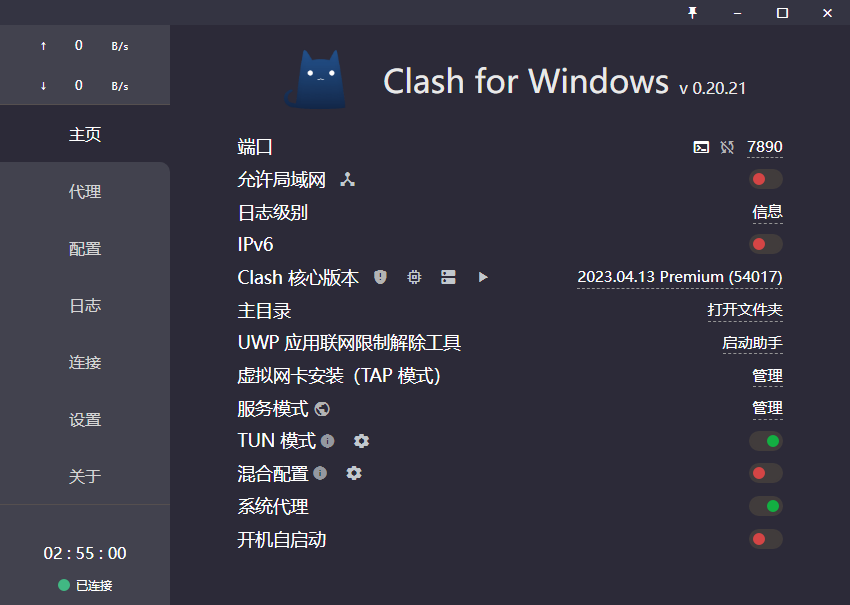 ↑ 0 B/s
↓ 0 B/s
主页
代理
配置
日志
连接
设置
关于
02 : 55 : 00
已连接
Clash for Windows v 0.20.21
端口 7890
允许局域网
日志级别 信息
IPv6
Clash 核心版本 2023.04.13 Premium (54017)
主目录 打开文件夹
UWP 应用联网限制解除工具 启动助手
虚拟网卡安装（TAP 模式） 管理
服务模式 管理
TUN 模式
混合配置
系统代理
开机自启动